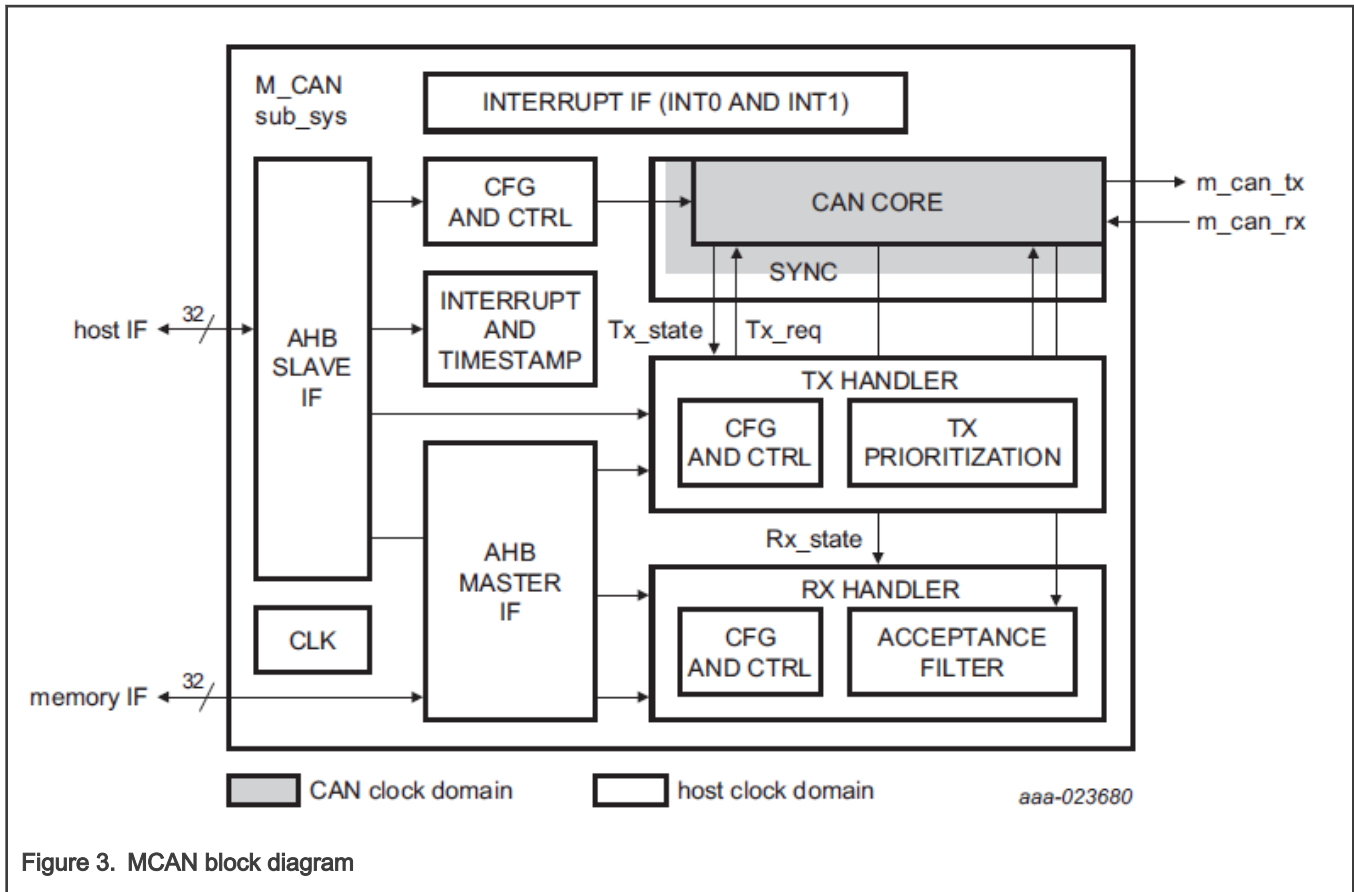 M_CAN
sub_sys
INTERRUPT IF (INT0 AND INT1)
CFG
AND CTRL
CAN CORE
m_can_tx
m_can_rx
SYNC
INTERRUPT
AND
TIMESTAMP
host IF
32
AHB
SLAVE
IF
Tx_state
Tx_req
TX HANDLER
CFG
AND CTRL
TX
PRIORITIZATION
Rx_state
AHB
MASTER
IF
RX HANDLER
CFG
AND CTRL
ACCEPTANCE
FILTER
CLK
memory IF
32
CAN clock domain
host clock domain
aaa-023680
Figure 3. MCAN block diagram